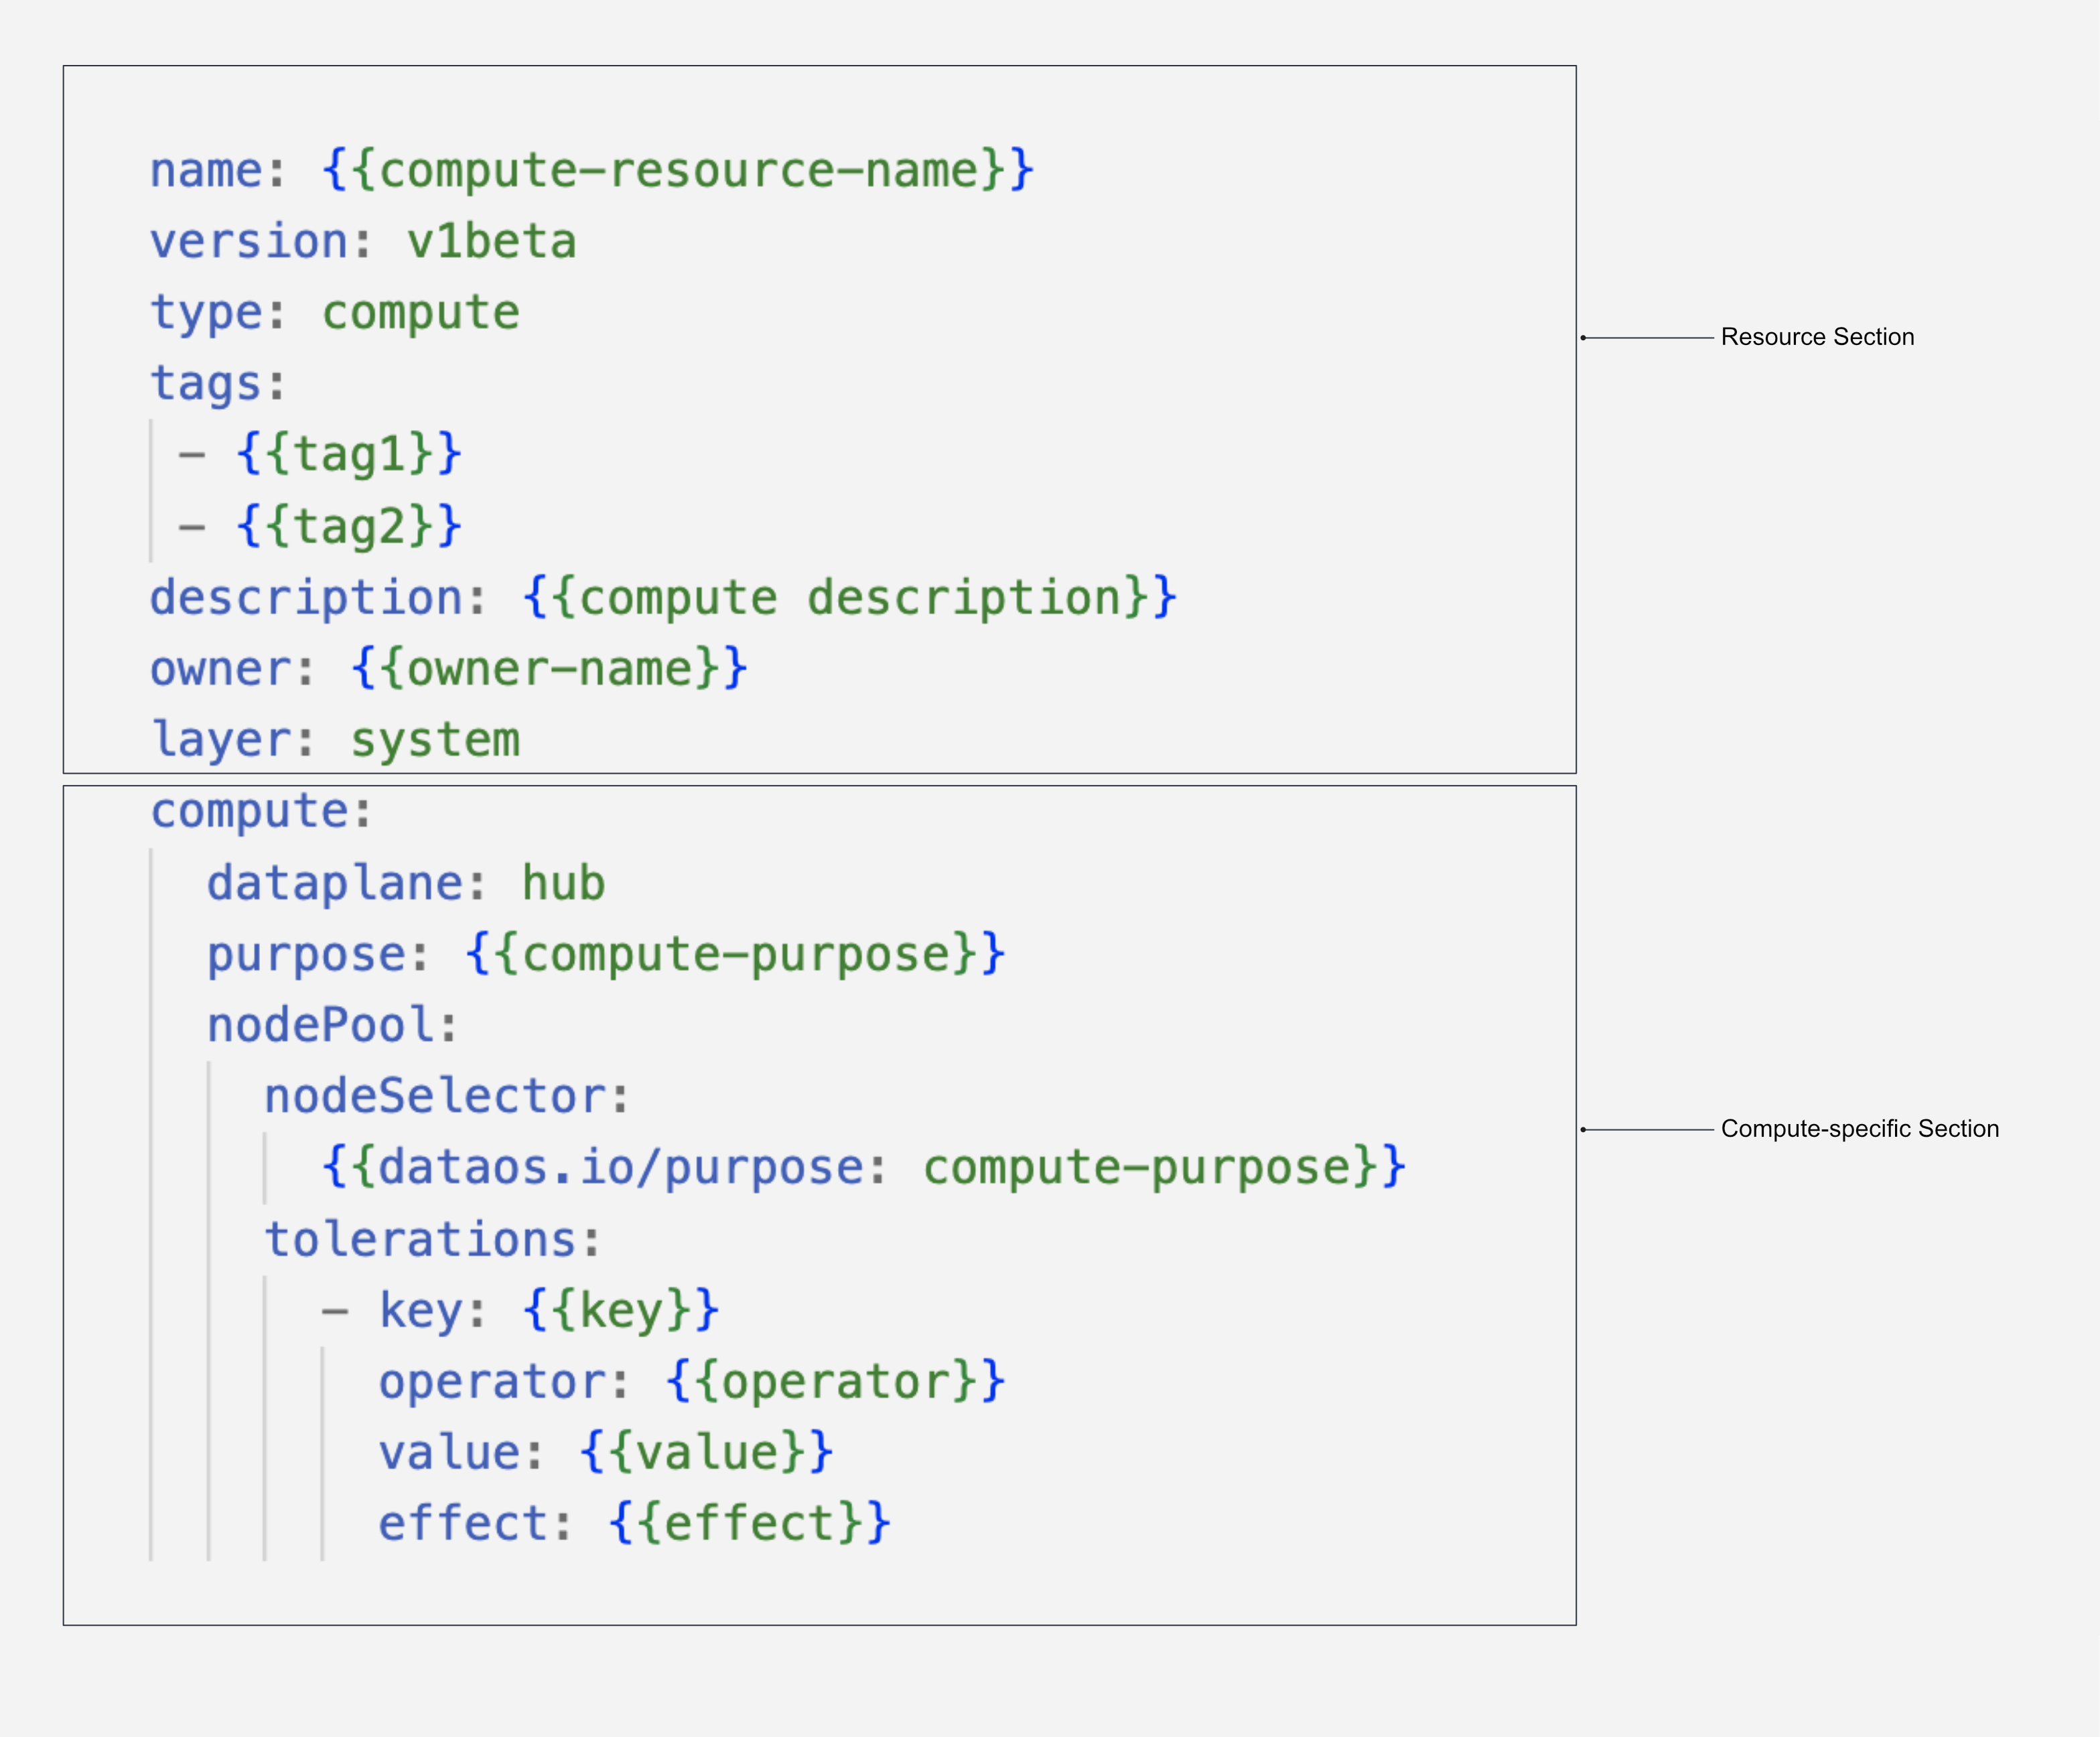 name: {{compute-resource-name}}
version: v1beta
type: compute
tags:
 - {{tag1}}
 - {{tag2}}
description: {{compute description}}
owner: {{owner-name}}
layer: system
Resource Section
compute:
  dataplane: hub
  purpose: {{compute-purpose}}
  nodePool:
    nodeSelector:
      {{dataos.io/purpose: compute-purpose}}
    tolerations:
      - key: {{key}}
        operator: {{operator}}
        value: {{value}}
        effect: {{effect}}
Compute-specific Section